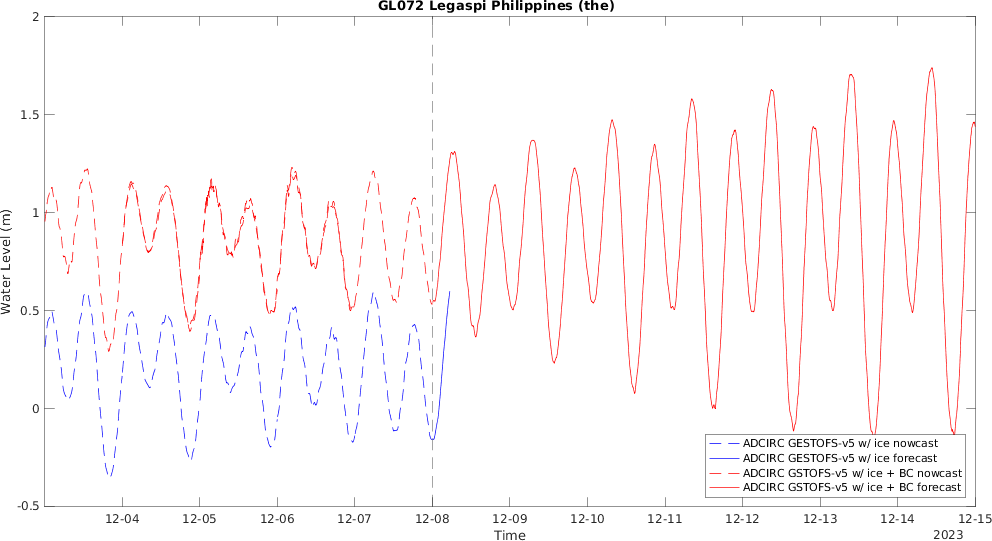 GL072 Legaspi Philippines (the)
2
1.5
1
0.5
0
-0.5
Water Level (m)
12-04 12-05 12-06 12-07 12-08 12-09 12-10 12-11 12-12 12-13 12-14 12-15
Time
2023
ADCIRC GESTOFS-v5 w/ ice nowcast
ADCIRC GESTOFS-v5 w/ ice forecast
ADCIRC GSTOFS-v5 w/ ice + BC nowcast
ADCIRC GSTOFS-v5 w/ ice + BC forecast